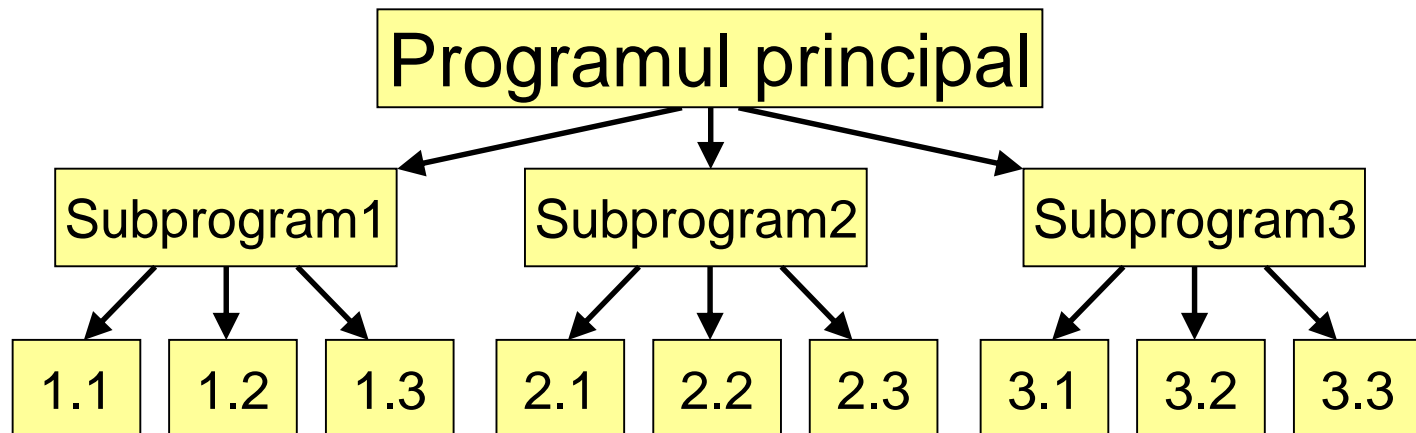 Programul principal
Subprogram1 Subprogram2 Subprogram3
1.1 1.2 1.3 2.1 2.2 2.3 3.1 3.2 3.3